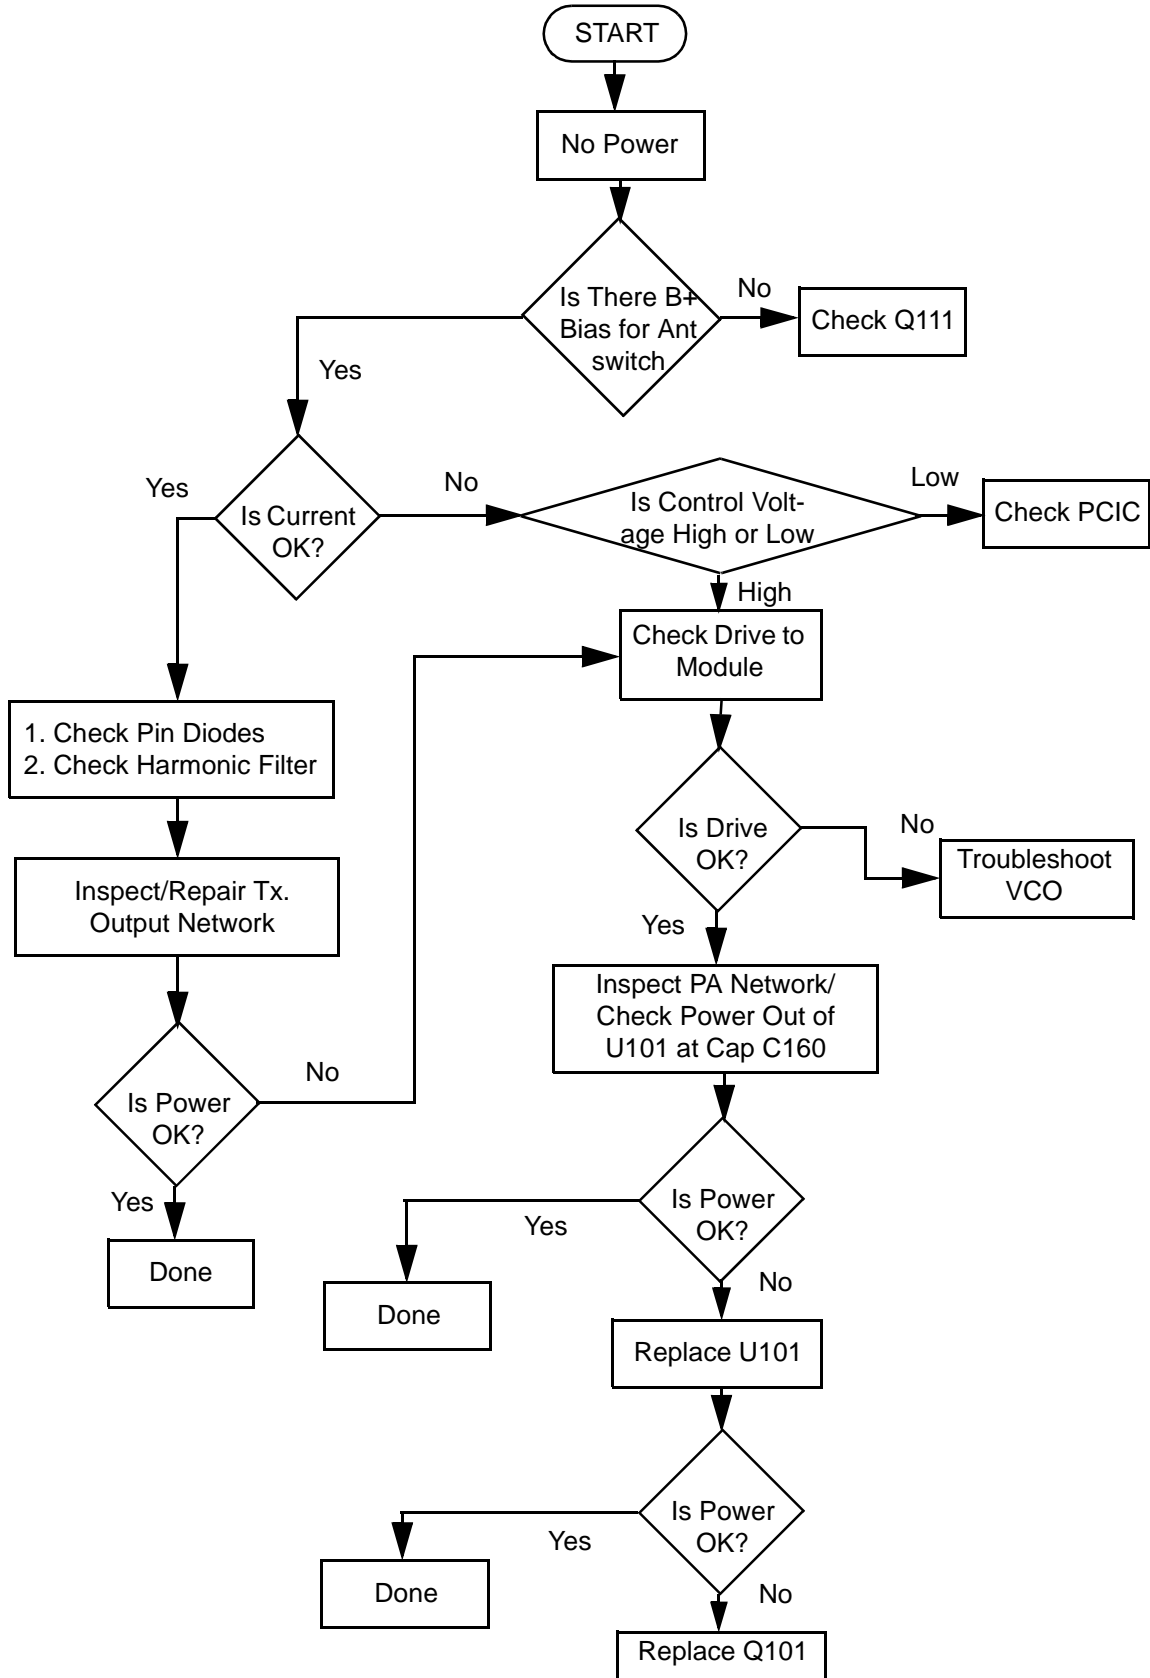 START
No Power
Is There B+
Bias for Ant
switch
No
Check Q111
Yes
Yes
Is Current
OK?
No
Is Control Volt-
age High or Low
Low
Check PCIC
High
Check Drive to
Module
1. Check Pin Diodes
2. Check Harmonic Filter
Is Drive
OK?
No
Troubleshoot
VCO
Inspect/Repair Tx.
Output Network
Yes
Inspect PA Network/
Check Power Out of
U101 at Cap C160
Is Power
OK?
No
Yes
Done
Is Power
OK?
Yes
Done
No
Replace U101
Is Power
OK?
Yes
Done
No
Replace Q101